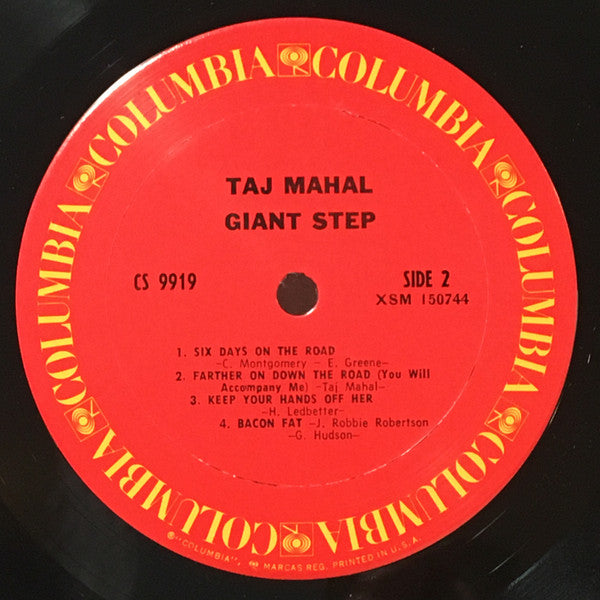 COLUMBIA COLUMBIA COLUMBIA COLUMBIA COLUMBIA COLUMBIA
TAJ MAHAL
GIANT STEP
CS 9919
SIDE 2
XSM 150744
1. SIX DAYS ON THE ROAD
-C. Montgomery - E. Greene-
2. FARTHER ON DOWN THE ROAD (You Will
Accompany Me) -Taj Mahal-
3. KEEP YOUR HANDS OFF HER
-H. Ledbetter-
4. BACON FAT -J. Robbie Robertson
-G. Hudson-
"COLUMBIA", MARCAS REG. PRINTED IN U.S.A.